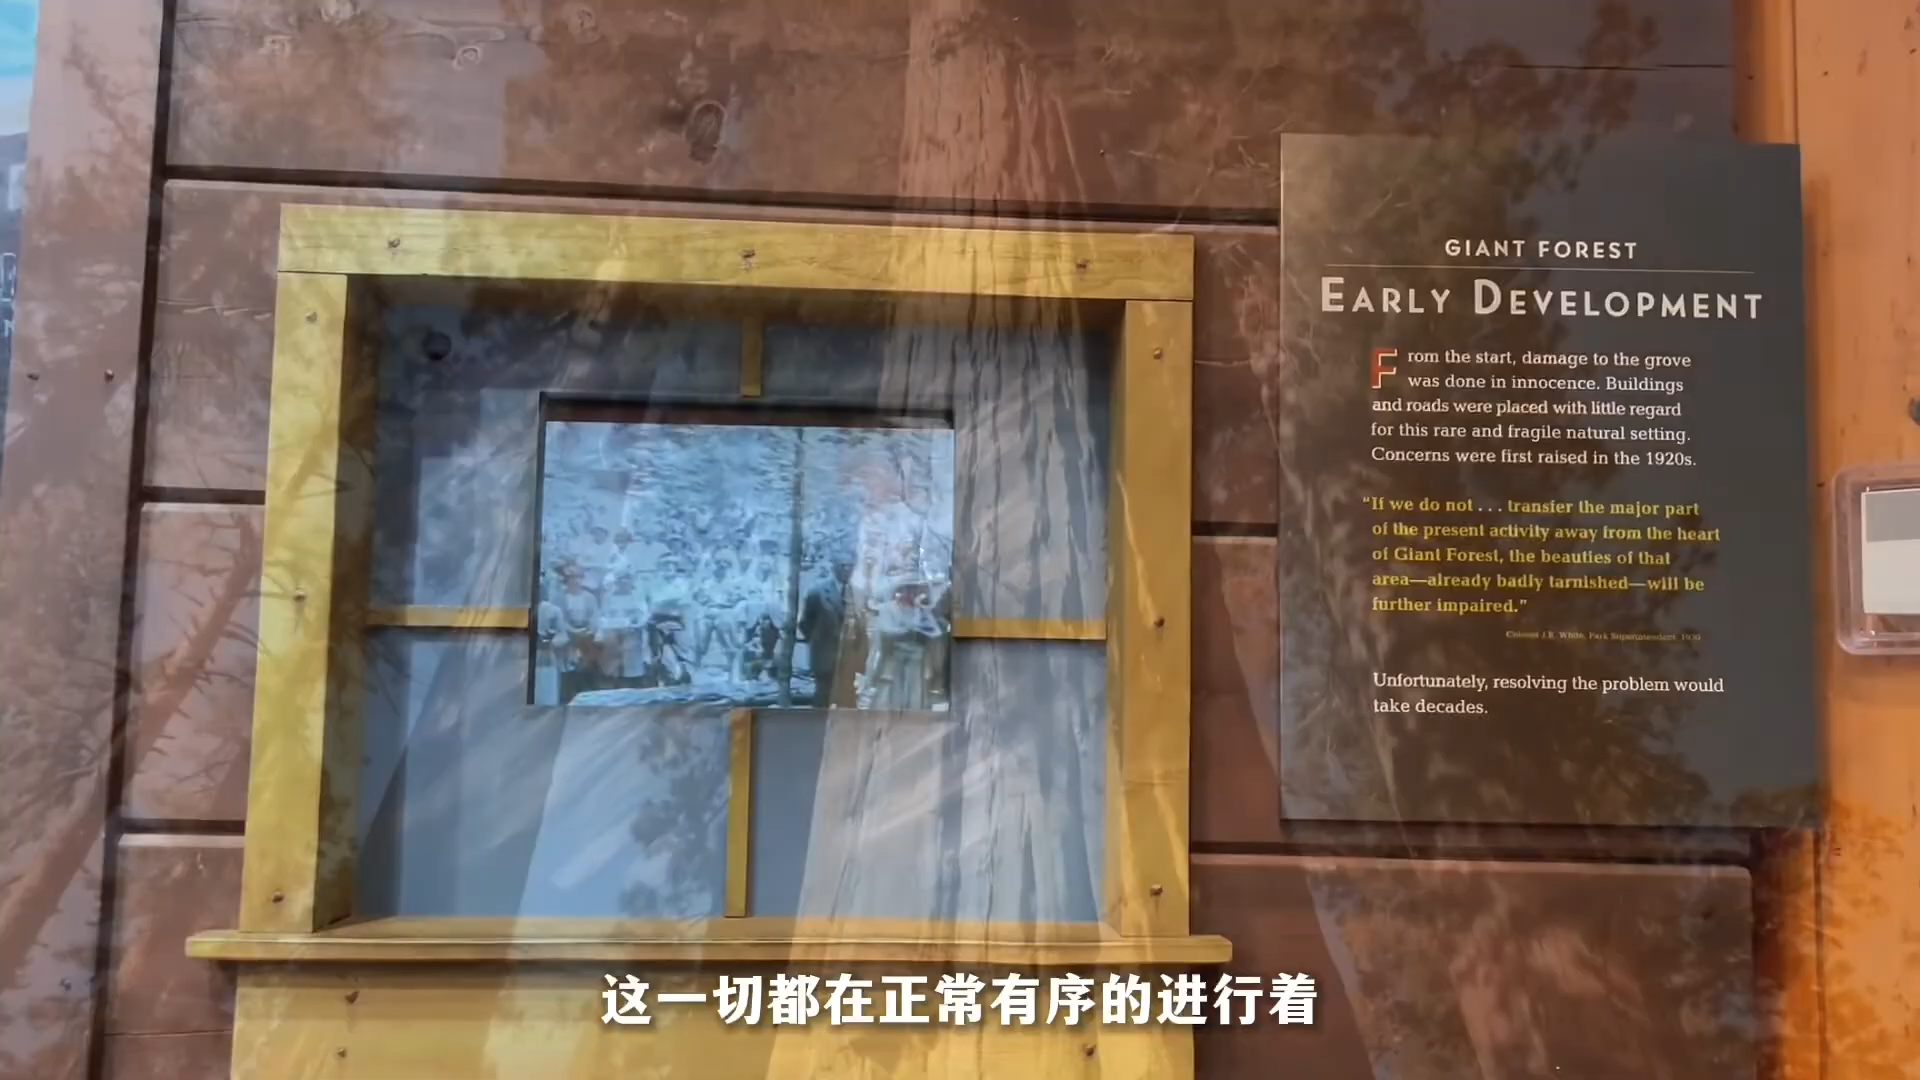 GIANT FOREST
EARLY DEVELOPMENT
From the start, damage to the grove
was done in innocence. Buildings
and roads were placed with little regard
for this rare and fragile natural setting.
Concerns were first raised in the 1920s.
“If we do not . . . transfer the major part
of the present activity away from the heart
of Giant Forest, the beauties of that
area—already badly tarnished—will be
further impaired.”
Colonel J.R. White, Park Superintendent,
Unfortunately, resolving the problem would
take decades.
这一切都在正常有序的进行着